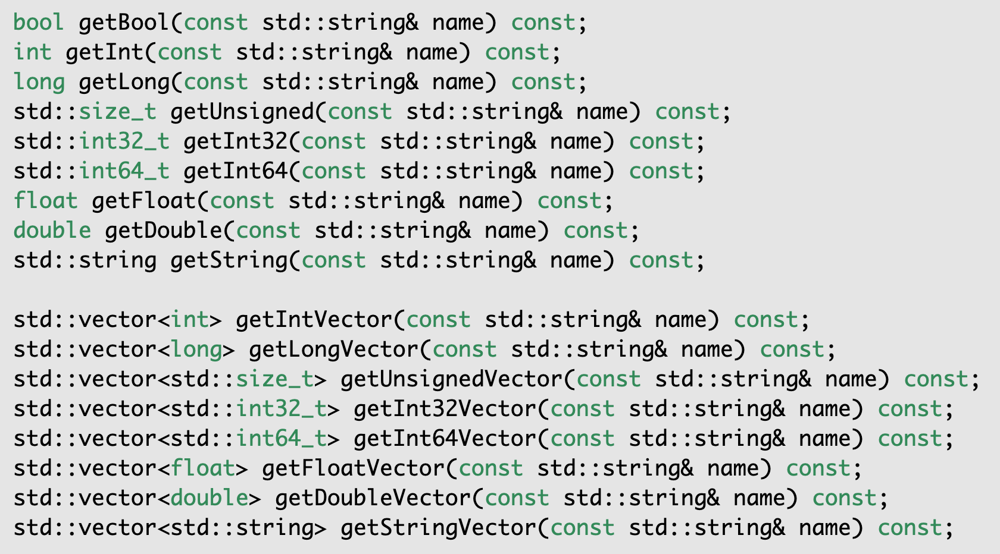 bool getBool(const std::string& name) const;
int getInt(const std::string& name) const;
long getLong(const std::string& name) const;
std::size_t getUnsigned(const std::string& name) const;
std::int32_t getInt32(const std::string& name) const;
std::int64_t getInt64(const std::string& name) const;
float getFloat(const std::string& name) const;
double getDouble(const std::string& name) const;
std::string getString(const std::string& name) const;

std::vector<int> getIntVector(const std::string& name) const;
std::vector<long> getLongVector(const std::string& name) const;
std::vector<std::size_t> getUnsignedVector(const std::string& name) const;
std::vector<std::int32_t> getInt32Vector(const std::string& name) const;
std::vector<std::int64_t> getInt64Vector(const std::string& name) const;
std::vector<float> getFloatVector(const std::string& name) const;
std::vector<double> getDoubleVector(const std::string& name) const;
std::vector<std::string> getStringVector(const std::string& name) const;